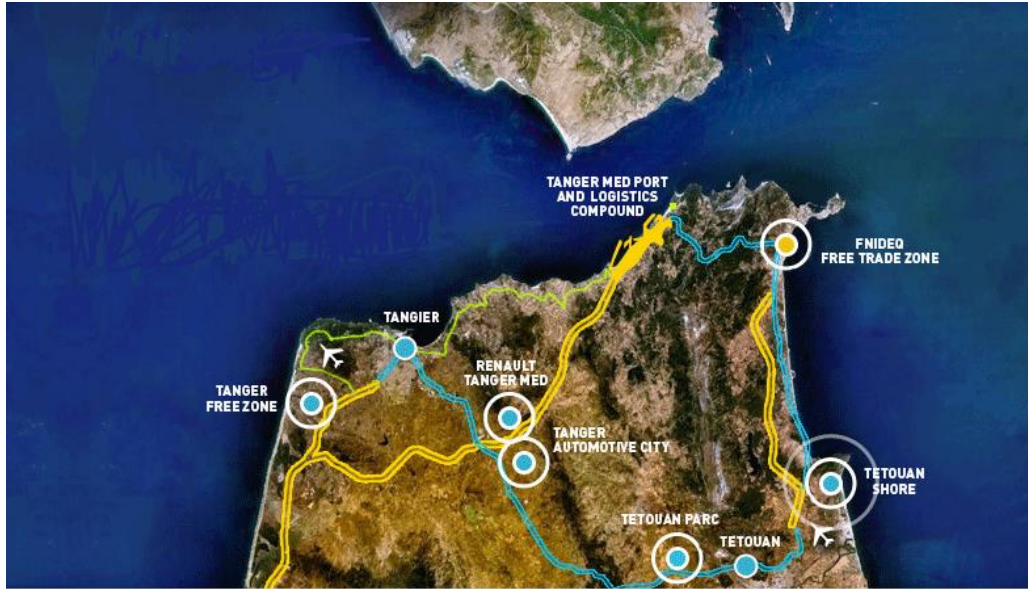 TANGER MED PORT
AND LOGISTICS
COMPOUND
FNIDEQ
FREE TRADE ZONE
TANGIER
RENAULT
TANGER MED
TANGER
FREE ZONE
TANGER
AUTOMOTIVE CITY
TETOUAN
SHORE
TETOUAN PARC
TETOUAN